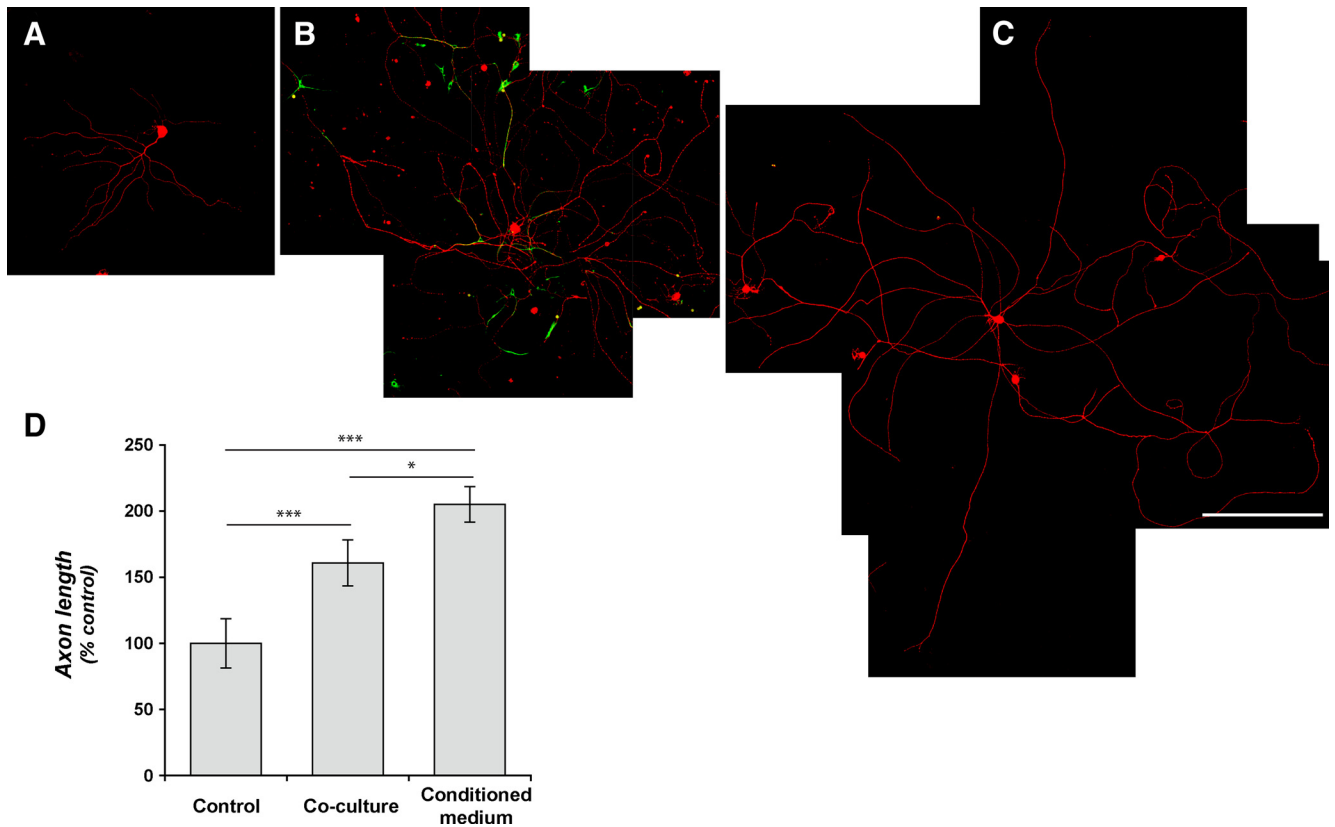 A
B
C
D
Axon length
(% control)
250
200
150
100
50
0
***
*
***
Control
Co-culture
Conditioned
medium